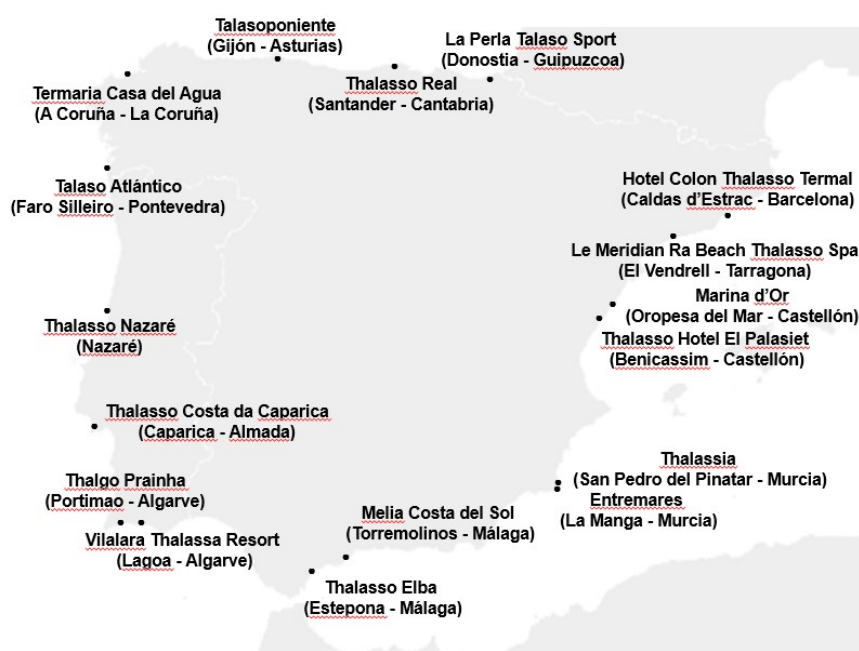 Talasoponiente
(Gijón - Asturias)
La Perla Talaso Sport
(Donostia - Guipuzcoa)
Termaria Casa del Agua
(A Coruña - La Coruña)
Thalasso Real
(Santander - Cantabria)
Talaso Atlántico
(Faro Silleiro - Pontevedra)
Hotel Colon Thalasso Termal
(Caldas d'Estrac - Barcelona)
Le Meridian Ra Beach Thalasso Spa
(El Vendrell - Tarragona)
Marina d'Or
(Oropesa del Mar - Castellón)
Thalasso Hotel El Palasiet
(Benicassim - Castellón)
Thalasso Nazaré
(Nazaré)
Thalasso Costa da Caparica
(Caparica - Almada)
Thalassia
(San Pedro del Pinatar - Murcia)
Entremares
(La Manga - Murcia)
Thalgo Prainha
(Portimao - Algarve)
Melia Costa del Sol
(Torremolinos - Málaga)
Vilalara Thalassa Resort
(Lagoa - Algarve)
Thalasso Elba
(Estepona - Málaga)